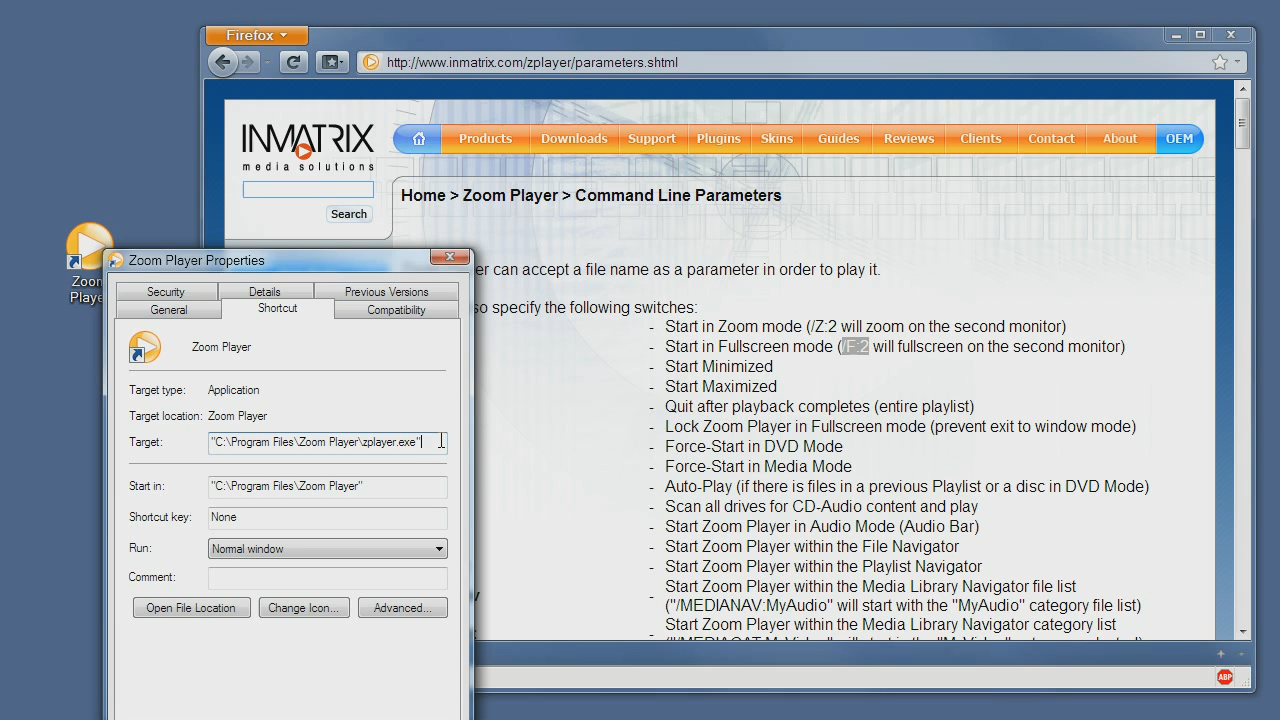 Firefox
http://www.inmatrix.com/zplayer/parameters.shtml
INMATRIX
media solutions
Products
Downloads
Support
Plugins
Skins
Guides
Reviews
Clients
Contact
About
OEM
Search
Home > Zoom Player > Command Line Parameters
er can accept a file name as a parameter in order to play it.
so specify the following switches:
- Start in Zoom mode (/Z:2 will zoom on the second monitor)
- Start in Fullscreen mode (/F:2 will fullscreen on the second monitor)
- Start Minimized
- Start Maximized
- Quit after playback completes (entire playlist)
- Lock Zoom Player in Fullscreen mode (prevent exit to window mode)
- Force-Start in DVD Mode
- Force-Start in Media Mode
- Auto-Play (if there is files in a previous Playlist or a disc in DVD Mode)
- Scan all drives for CD-Audio content and play
- Start Zoom Player in Audio Mode (Audio Bar)
- Start Zoom Player within the File Navigator
- Start Zoom Player within the Playlist Navigator
- Start Zoom Player within the Media Library Navigator file list
("/MEDIANAV:MyAudio" will start with the "MyAudio" category file list)
- Start Zoom Player within the Media Library Navigator category list
ABP
Zoom
Player
Zoom Player Properties
Security
Details
Previous Versions
General
Shortcut
Compatibility
Zoom Player
Target type: Application
Target location: Zoom Player
Target: "C:\Program Files\Zoom Player\zplayer.exe"
Start in: "C:\Program Files\Zoom Player"
Shortcut key: None
Run: Normal window
Comment:
Open File Location
Change Icon...
Advanced...